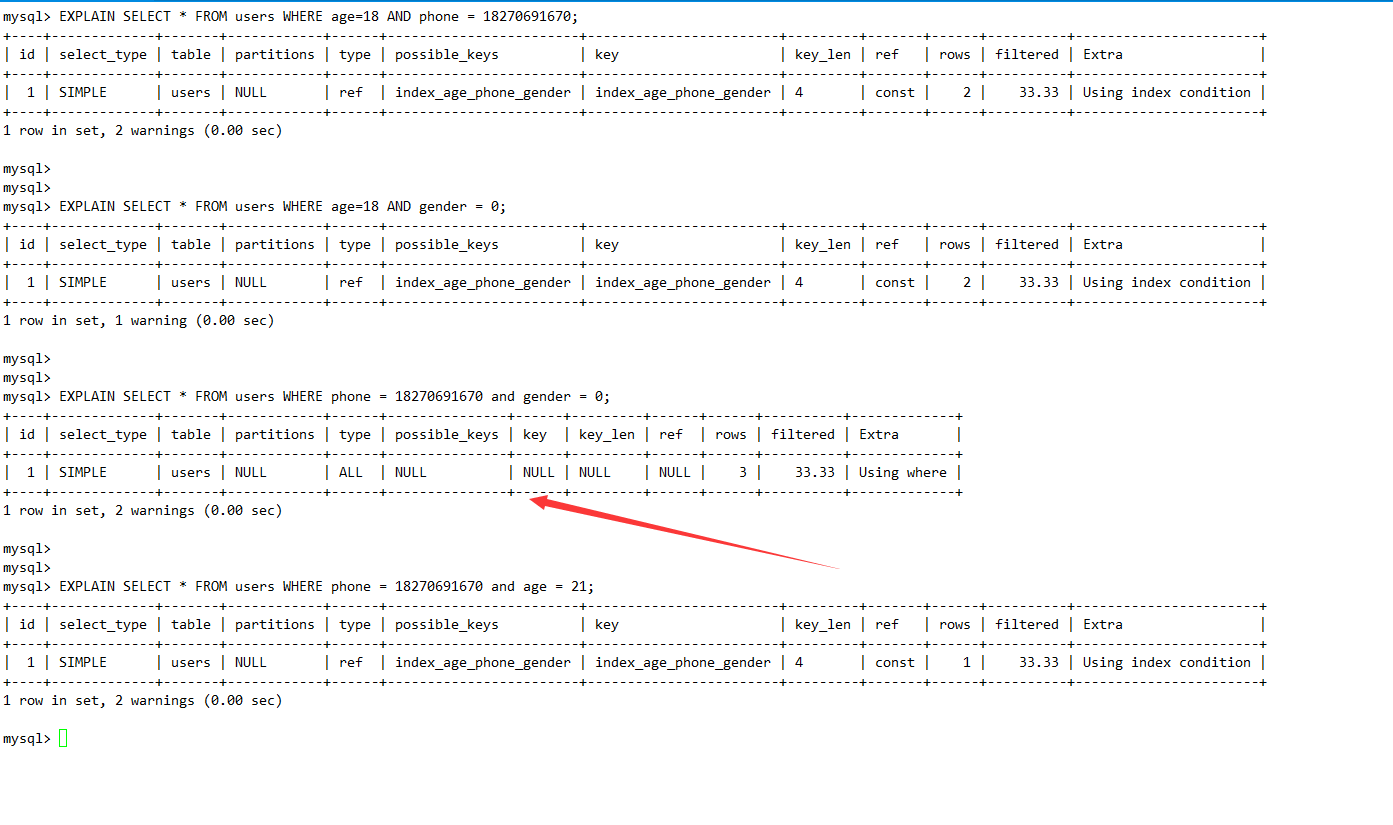 mysql> EXPLAIN SELECT * FROM users WHERE age=18 AND phone = 18270691670;
+----+-------------+-------+------------+------+------------------------+------------------------+---------+-------+------+----------+-----------------------+
| id | select_type | table | partitions | type | possible_keys          | key                    | key_len | ref   | rows | filtered | Extra                 |
+----+-------------+-------+------------+------+------------------------+------------------------+---------+-------+------+----------+-----------------------+
|  1 | SIMPLE      | users | NULL       | ref  | index_age_phone_gender | index_age_phone_gender | 4       | const |    2 |    33.33 | Using index condition |
+----+-------------+-------+------------+------+------------------------+------------------------+---------+-------+------+----------+-----------------------+
1 row in set, 2 warnings (0.00 sec)

mysql>
mysql>
mysql> EXPLAIN SELECT * FROM users WHERE age=18 AND gender = 0;
+----+-------------+-------+------------+------+------------------------+------------------------+---------+-------+------+----------+-----------------------+
| id | select_type | table | partitions | type | possible_keys          | key                    | key_len | ref   | rows | filtered | Extra                 |
+----+-------------+-------+------------+------+------------------------+------------------------+---------+-------+------+----------+-----------------------+
|  1 | SIMPLE      | users | NULL       | ref  | index_age_phone_gender | index_age_phone_gender | 4       | const |    2 |    33.33 | Using index condition |
+----+-------------+-------+------------+------+------------------------+------------------------+---------+-------+------+----------+-----------------------+
1 row in set, 1 warning (0.00 sec)

mysql>
mysql>
mysql> EXPLAIN SELECT * FROM users WHERE phone = 18270691670 and gender = 0;
+----+-------------+-------+------------+------+---------------+------+---------+------+------+----------+-------------+
| id | select_type | table | partitions | type | possible_keys | key  | key_len | ref  | rows | filtered | Extra       |
+----+-------------+-------+------------+------+---------------+------+---------+------+------+----------+-------------+
|  1 | SIMPLE      | users | NULL       | ALL  | NULL          | NULL | NULL    | NULL |    3 |    33.33 | Using where |
+----+-------------+-------+------------+------+---------------+------+---------+------+------+----------+-------------+
1 row in set, 2 warnings (0.00 sec)

mysql>
mysql>
mysql> EXPLAIN SELECT * FROM users WHERE phone = 18270691670 and age = 21;
+----+-------------+-------+------------+------+------------------------+------------------------+---------+-------+------+----------+-----------------------+
| id | select_type | table | partitions | type | possible_keys          | key                    | key_len | ref   | rows | filtered | Extra                 |
+----+-------------+-------+------------+------+------------------------+------------------------+---------+-------+------+----------+-----------------------+
|  1 | SIMPLE      | users | NULL       | ref  | index_age_phone_gender | index_age_phone_gender | 4       | const |    1 |    33.33 | Using index condition |
+----+-------------+-------+------------+------+------------------------+------------------------+---------+-------+------+----------+-----------------------+
1 row in set, 2 warnings (0.00 sec)

mysql>